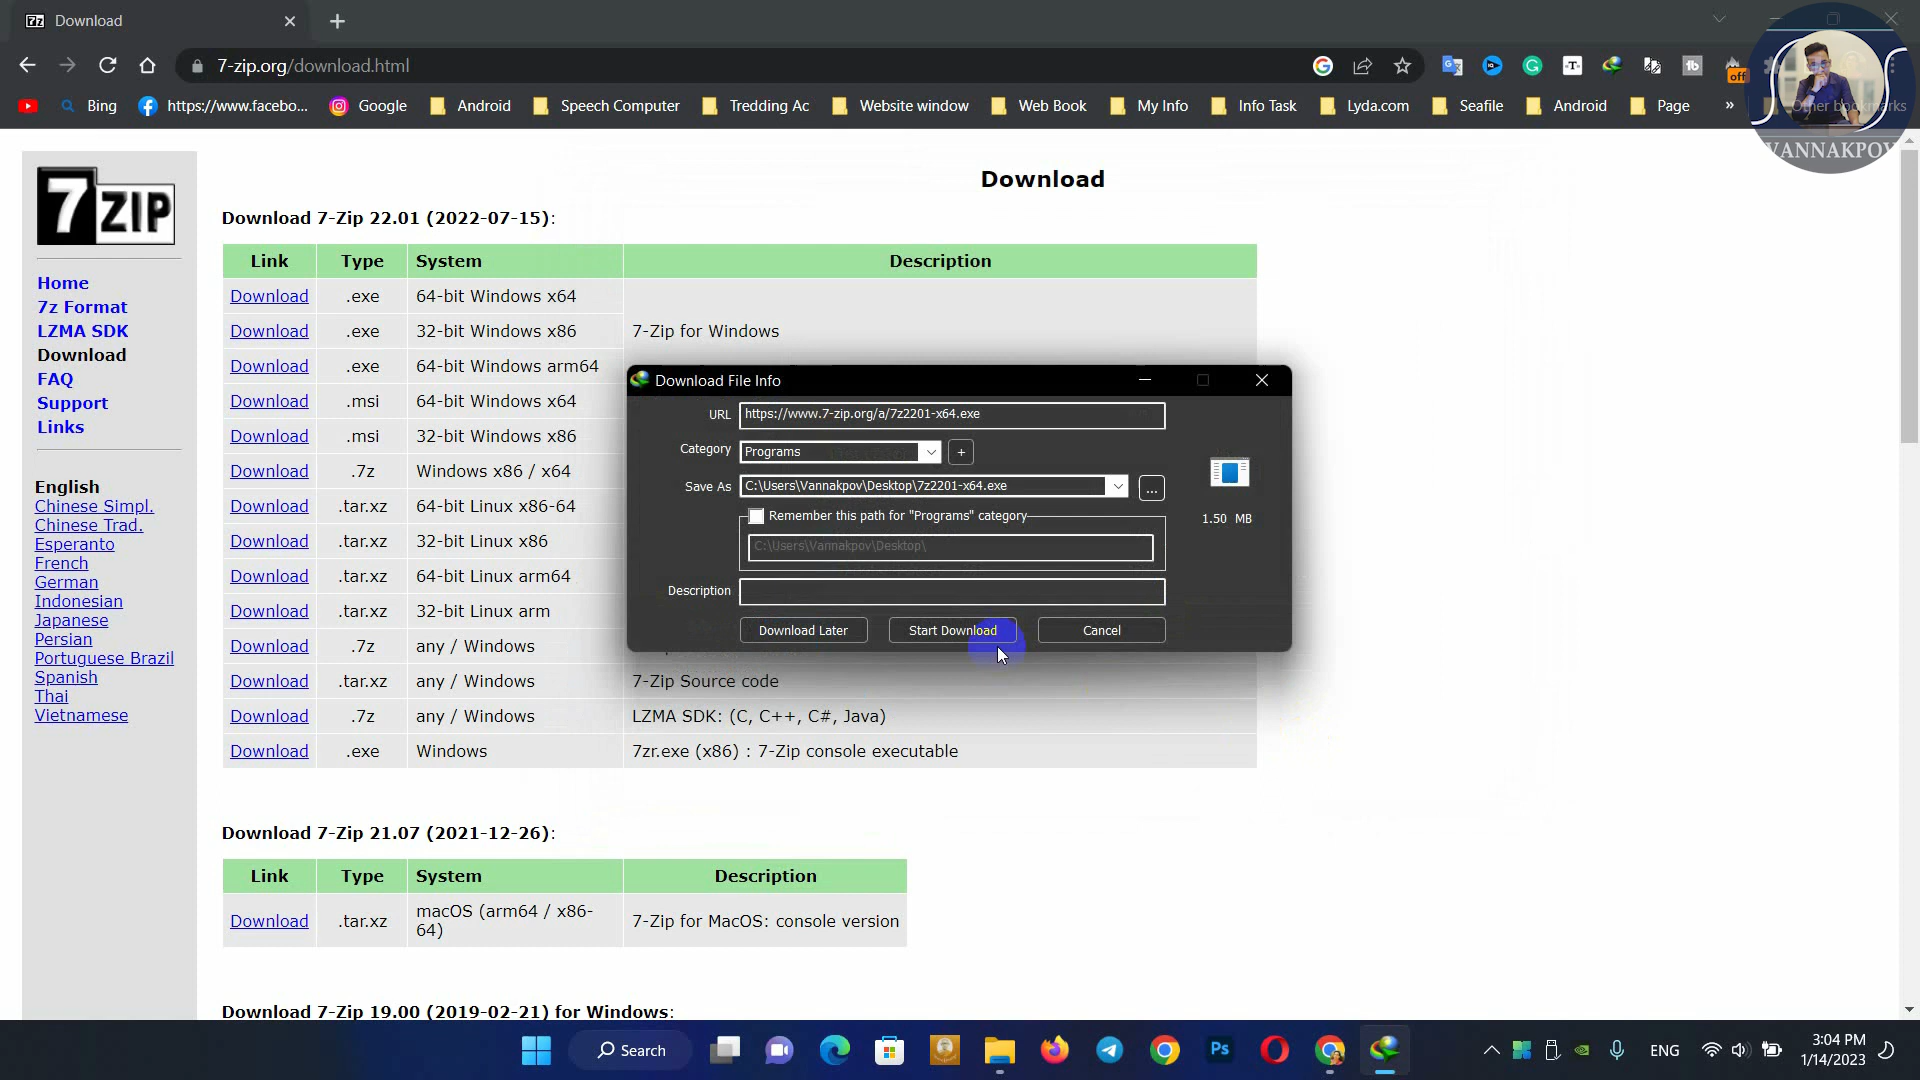 Download
7-zip.org/download.html
off
Bing
https://www.facebo...
Google
Android
Speech Computer
Tredding Ac
Website window
Web Book
My Info
Info Task
Lyda.com
Seafile
Android
Page
»
Other bookmarks
VANNAKPOV
7ZIP
Home
7z Format
LZMA SDK
Download
FAQ
Support
Links
English
Chinese Simpl.
Chinese Trad.
Esperanto
French
German
Indonesian
Japanese
Persian
Portuguese Brazil
Spanish
Thai
Vietnamese
Download
Download 7-Zip 22.01 (2022-07-15):
Link Type System Description
Download .exe 64-bit Windows x64
Download .exe 32-bit Windows x86 7-Zip for Windows
Download .exe 64-bit Windows arm64
Download .msi 64-bit Windows x64
Download .msi 32-bit Windows x86
Download .7z Windows x86 / x64
Download .tar.xz 64-bit Linux x86-64
Download .tar.xz 32-bit Linux x86
Download .tar.xz 64-bit Linux arm64
Download .tar.xz 32-bit Linux arm
Download .7z any / Windows
Download .tar.xz any / Windows 7-Zip Source code
Download .7z any / Windows LZMA SDK: (C, C++, C#, Java)
Download .exe Windows 7zr.exe (x86) : 7-Zip console executable
Download File Info
URL https://www.7-zip.org/a/7z2201-x64.exe
Category Programs +
Save As C:\Users\Vannakpov\Desktop\7z2201-x64.exe ...
Remember this path for "Programs" category
C:\Users\Vannakpov\Desktop\
1.50 MB
Description
Download Later Start Download Cancel
Download 7-Zip 21.07 (2021-12-26):
Link Type System Description
Download .tar.xz macOS (arm64 / x86-
64) 7-Zip for MacOS: console version
Download 7-Zip 19.00 (2019-02-21) for Windows:
Search
Ps
ENG
3:04 PM
1/14/2023